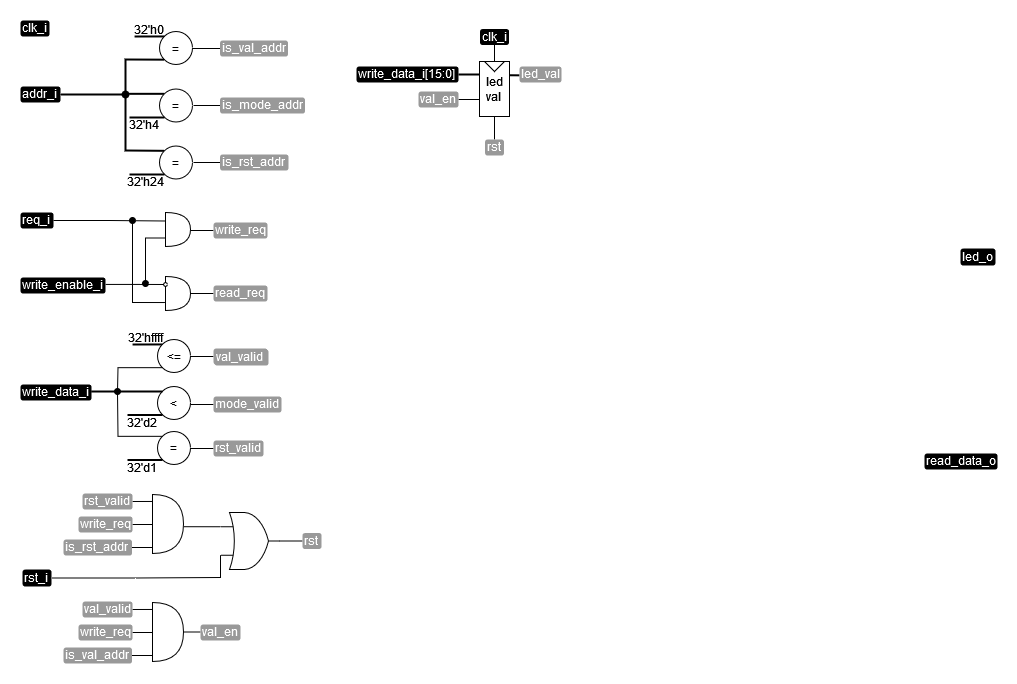 clk_i
32'h0
=
is_val_addr
addr_i
=
is_mode_addr
32'h4
=
is_rst_addr
32'h24
req_i
write_req
write_enable_i
read_req
32'hffff
<=
val_valid
write_data_i
<
mode_valid
32'd2
=
rst_valid
32'd1
rst_valid
write_req
is_rst_addr
rst
rst_i
val_valid
write_req
is_val_addr
val_en
clk_i
write_data_i[15:0]
led_val
led
val
val_en
rst
led_o
read_data_o